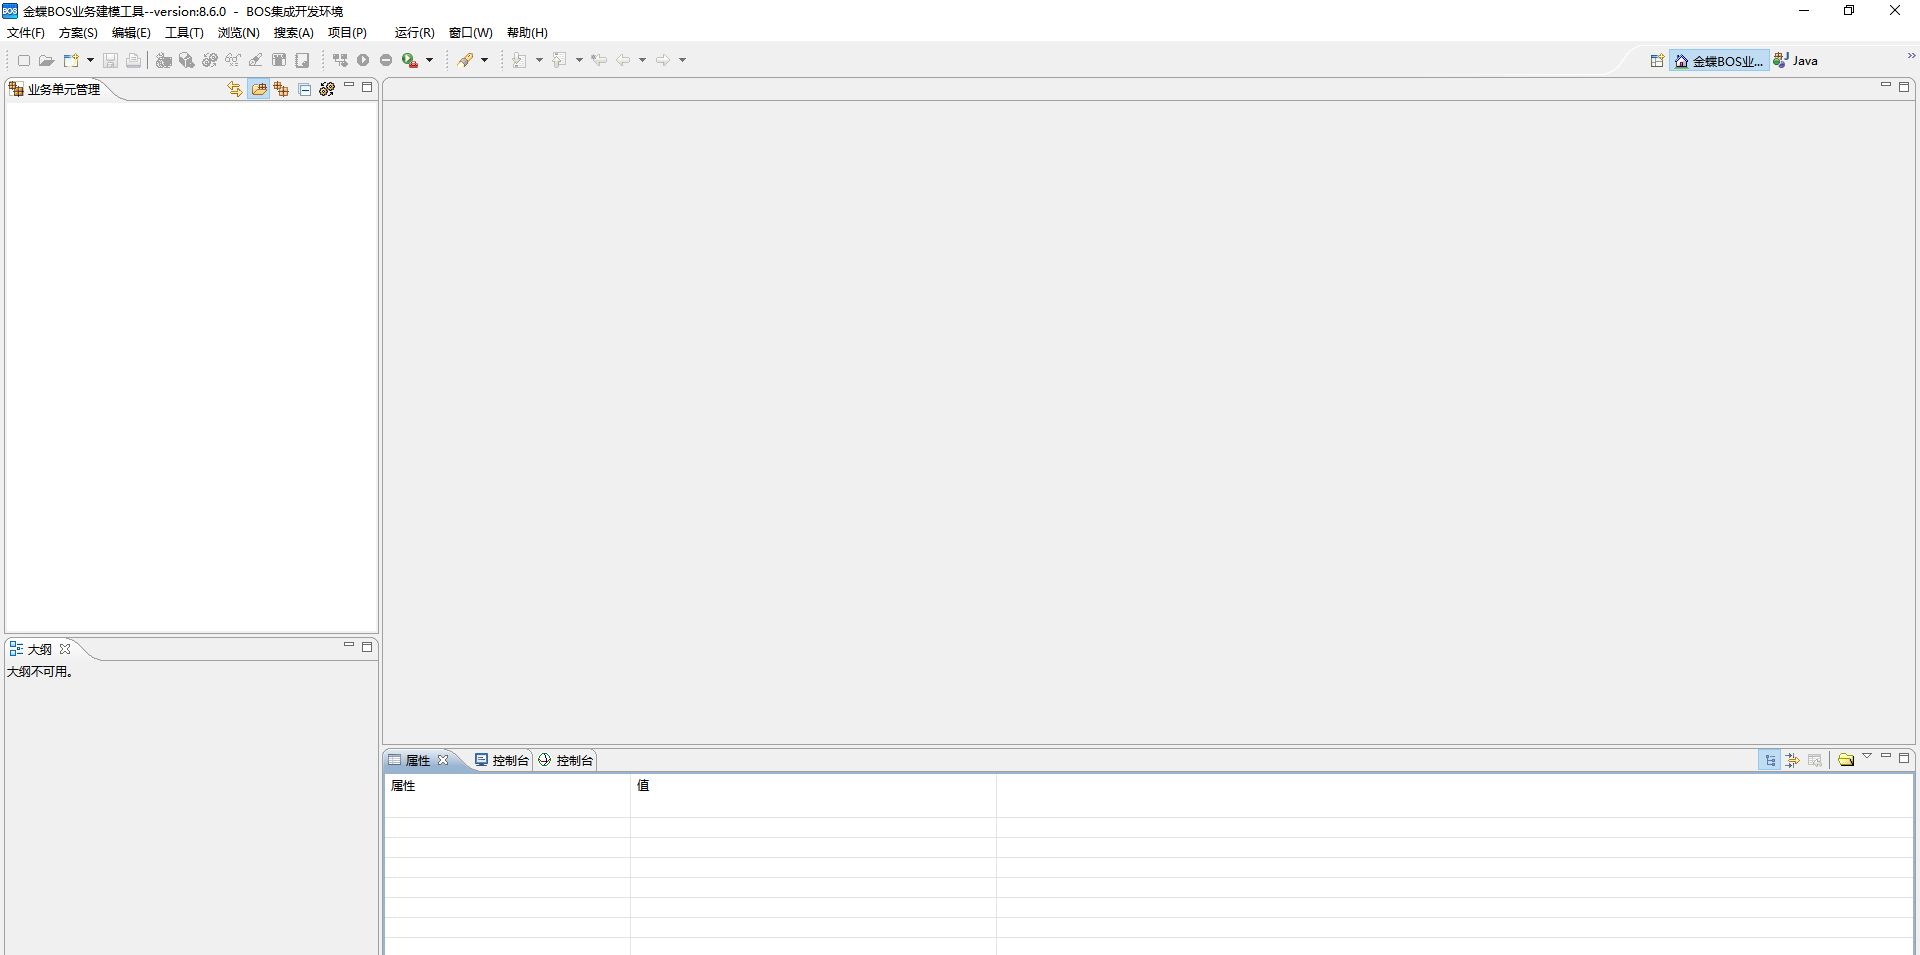 BOS 金蝶BOS业务建模工具--version:8.6.0 - BOS集成开发环境
文件(F) 方案(S) 编辑(E) 工具(T) 浏览(N) 搜索(A) 项目(P) 运行(R) 窗口(W) 帮助(H)
金蝶BOS业... Java
业务单元管理
大纲
大纲不可用。
属性 控制台 控制台
属性 值